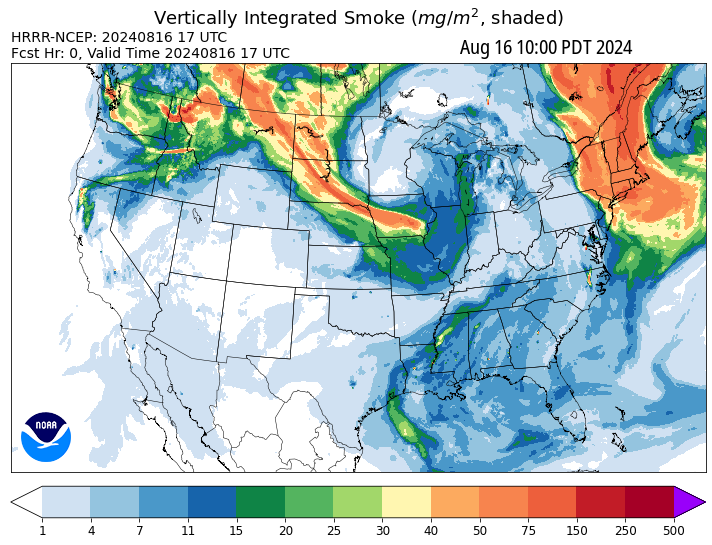 Vertically Integrated Smoke (mg/m², shaded)
HRRR-NCEP: 20240816 17 UTC
Fcst Hr: 0, Valid Time 20240816 17 UTC
Aug 16 10:00 PDT 2024
NOAA
1 4 7 11 15 20 25 30 40 50 75 150 250 500